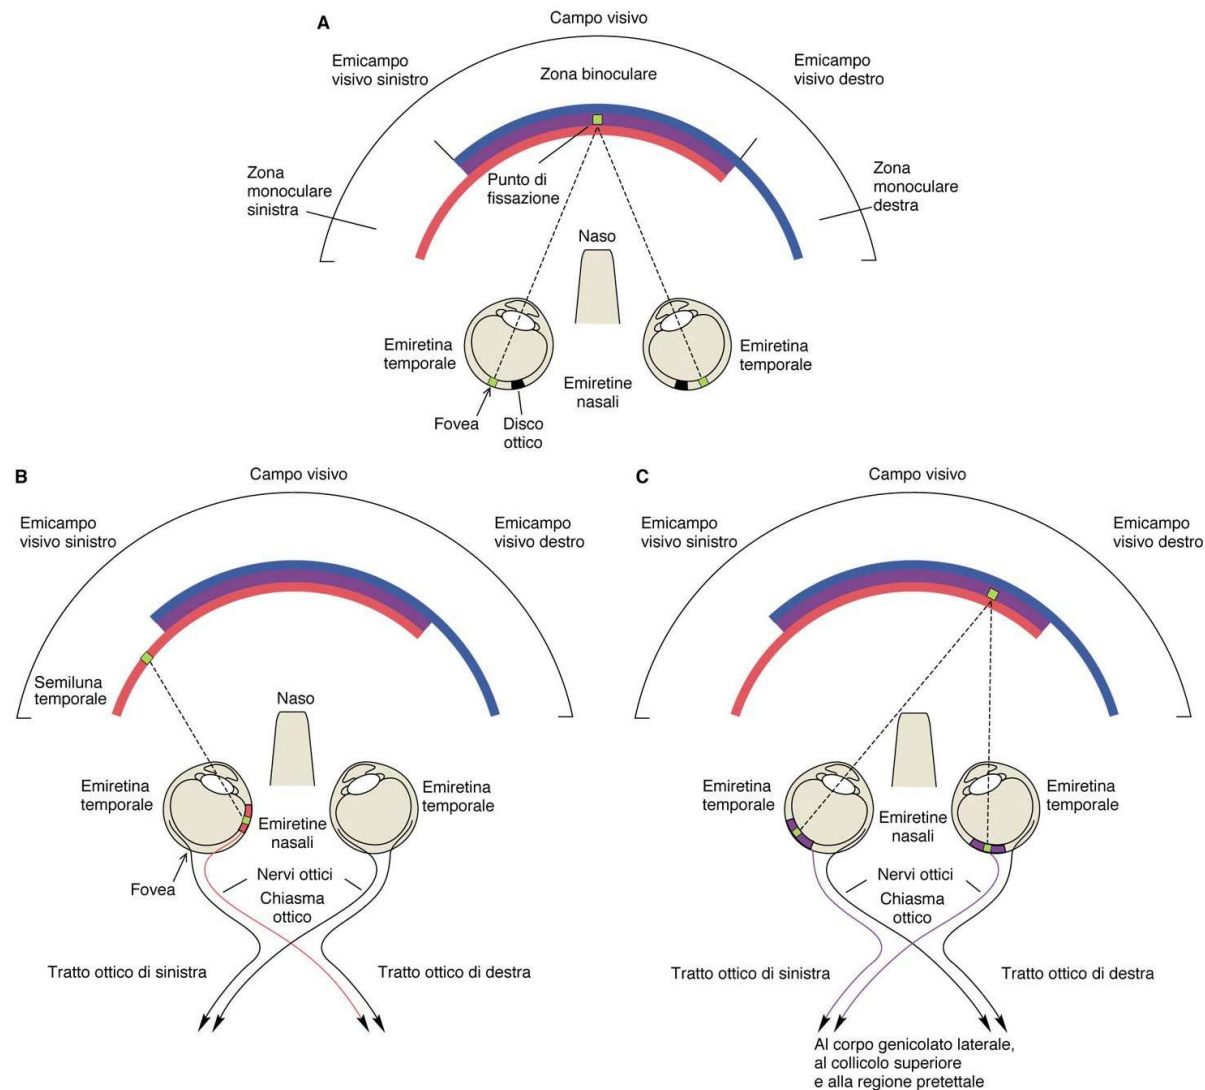 A
Campo visivo
Emicampo
visivo sinistro
Emicampo
visivo destro
Zona binoculare
Zona
monoculare
sinistra
Punto di
fissazione
Zona
monoculare
destra
Naso
Emiretina
temporale
Emiretine
nasali
Emiretina
temporale
Fovea
Disco
ottico
B
Campo visivo
Emicampo
visivo sinistro
Emicampo
visivo destro
Semiluna
temporale
Naso
Emiretina
temporale
Emiretina
temporale
Emiretine
nasali
Fovea
Nervi ottici
Chiasma
ottico
Tratto ottico di sinistra
Tratto ottico di destra
C
Campo visivo
Emicampo
visivo sinistro
Emicampo
visivo destro
Emiretina
temporale
Emiretine
nasali
Emiretina
temporale
Nervi ottici
Chiasma
ottico
Tratto ottico di sinistra
Tratto ottico di destra
Al corpo genicolato laterale,
al collicolo superiore
e alla regione pretettale